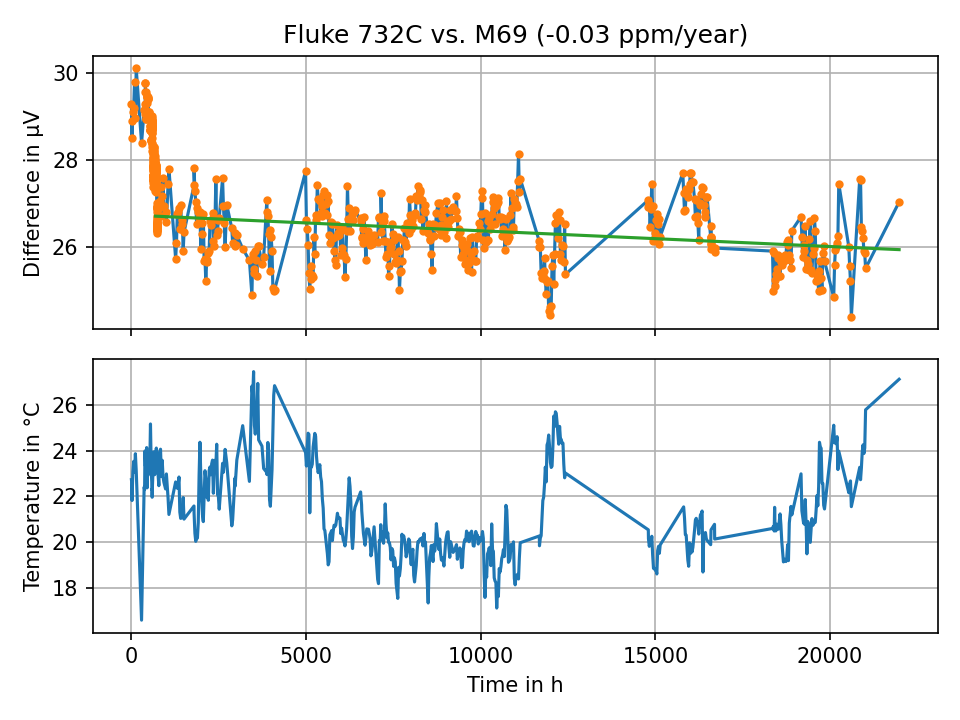 Fluke 732C vs. M69 (-0.03 ppm/year)
Difference in µV
30
28
26
Temperature in °C
26
24
22
20
18
0 5000 10000 15000 20000
Time in h